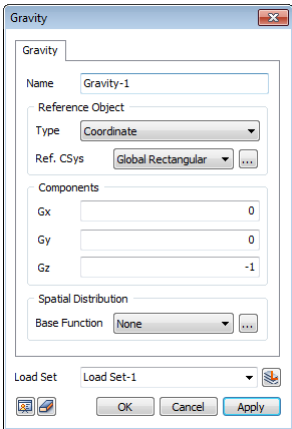 Gravity
Gravity
Name Gravity-1
Reference Object
Type Coordinate
Ref. CSys Global Rectangular ...
Components
Gx 0
Gy 0
Gz -1
Spatial Distribution
Base Function None ...
Load Set Load Set-1
OK Cancel Apply